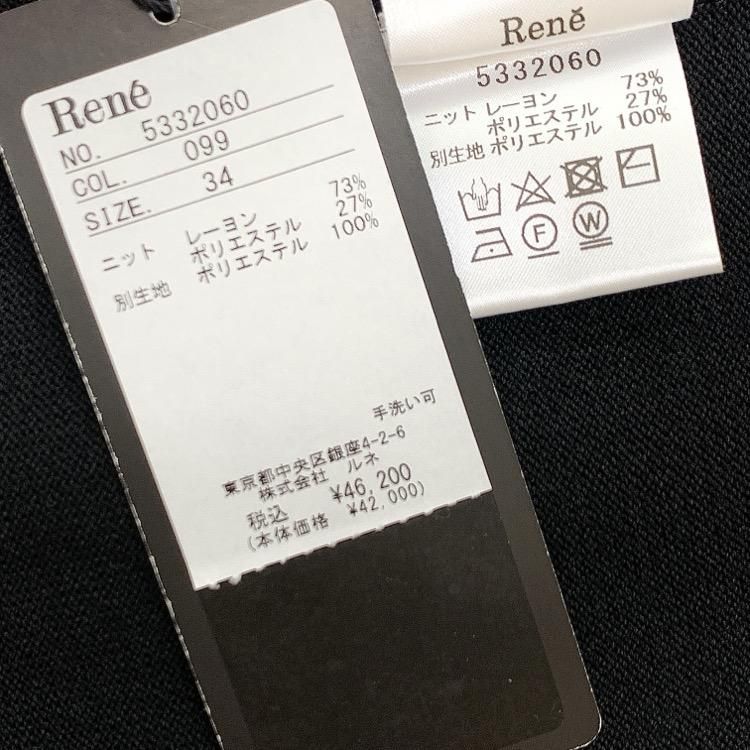 René
NO. 5332060
COL. 099
SIZE. 34
ニット レーヨン 73%
ポリエステル 27%
別生地 ポリエステル 100%
手洗い可
東京都中央区銀座4-2-6
株式会社 ルネ
税込 ¥46,200
(本体価格 ¥42,000)
René
5332060
ニット レーヨン 73%
ポリエステル 27%
別生地 ポリエステル 100%
F
W